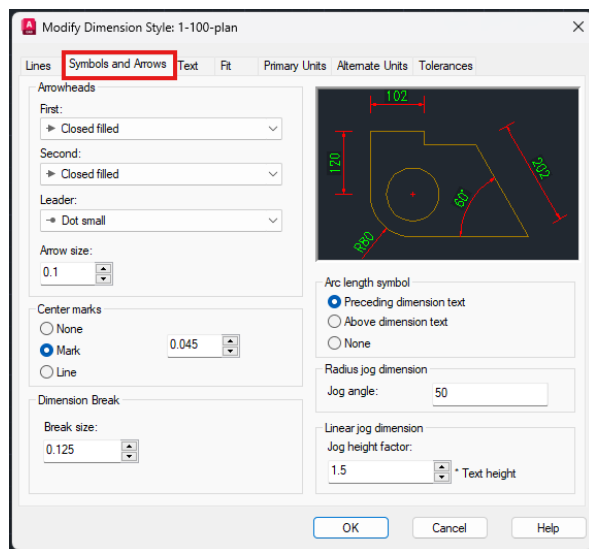 Modify Dimension Style: 1-100-plan
Lines Symbols and Arrows Text Fit Primary Units Alternate Units Tolerances
Arrowheads
First:
Closed filled
Second:
Closed filled
Leader:
Dot small
Arrow size:
0.1
Center marks
None
Mark
0.045
Line
Dimension Break
Break size:
0.125
102
120
202
60°
R80
Arc length symbol
Preceding dimension text
Above dimension text
None
Radius jog dimension
Jog angle:
50
Linear jog dimension
Jog height factor:
1.5
* Text height
OK Cancel Help